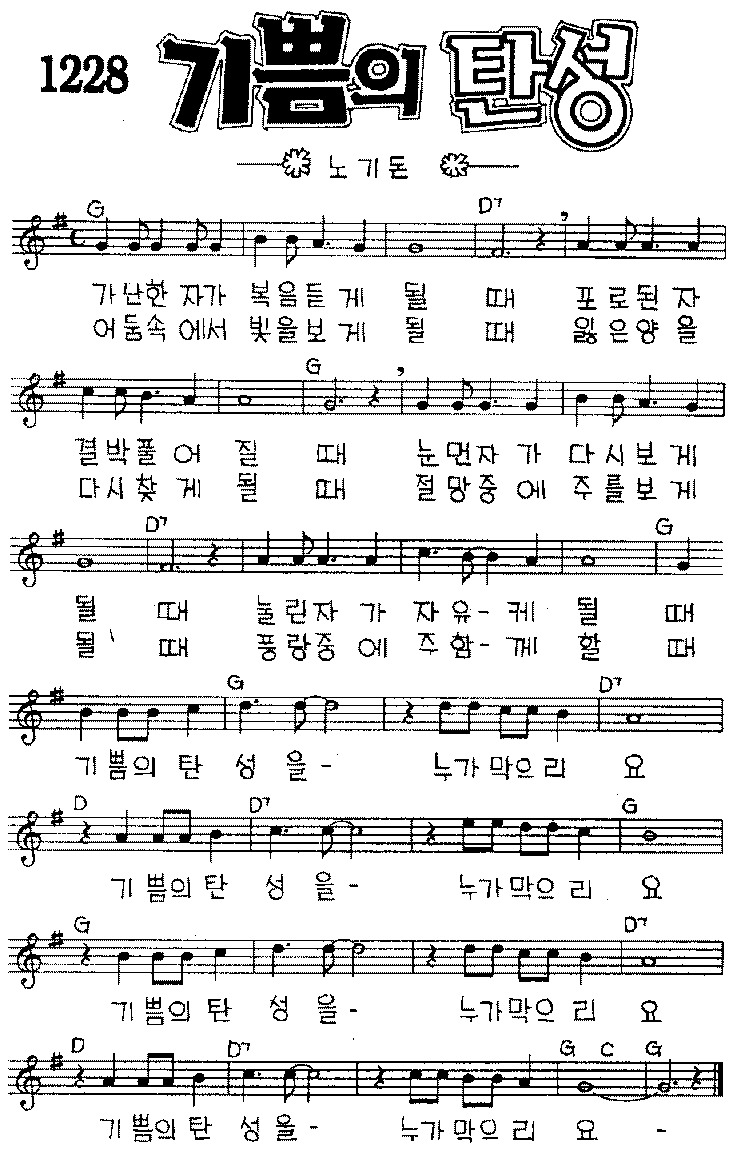 1228 기쁨의 탄성
노기돈
G D7
가난한 자가 복음듣게 될 때 포로된자
어둠속에서 빛을보게 될 때 잃은양을
G
결박풀어 질 때 눈먼자가 다시보게
다시찾게 될 때 절망중에 주를보게
D7 G
될 때 눌린자가 자유-케 될 때
될 때 풍랑중에 주함-께 할 때
G D7
기쁨의 탄성을- 누가막으리 요
D D7 G
기쁨의탄 성을- 누가막으리 요
G D7
기쁨의탄 성을- 누가막으리 요
D D7 G C G
기쁨의탄 성을- 누가막으리 요 -